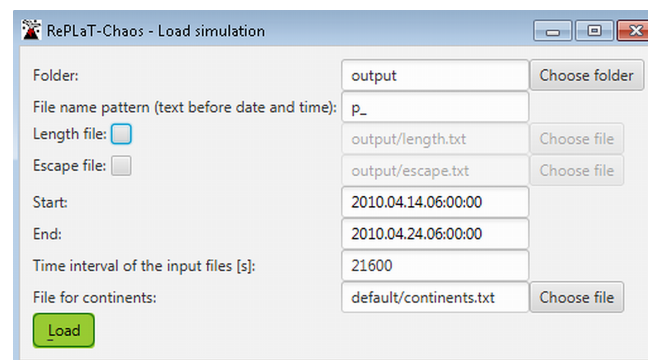 RePLaT-Chaos - Load simulation
Folder: output Choose folder
File name pattern (text before date and time): p_
Length file: output/length.txt Choose file
Escape file: output/escape.txt Choose file
Start: 2010.04.14.06:00:00
End: 2010.04.24.06:00:00
Time interval of the input files [s]: 21600
File for continents: default/continents.txt Choose file
Load